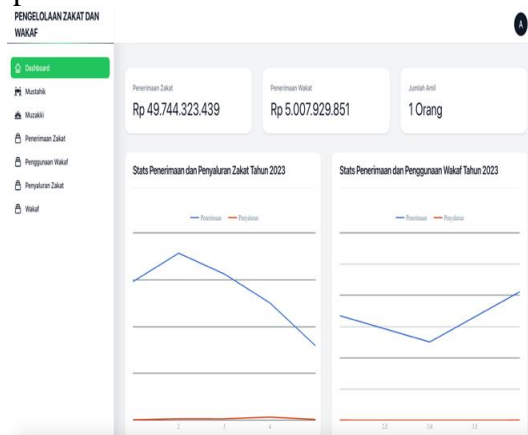 PENGELOLAAN ZAKAT DAN
WAKAF
A
Dashboard
Mustahik
Muzakki
Penerimaan Zakat
Penggunaan Wakaf
Penyaluran Zakat
Wakaf
Penerimaan Zakat
Rp 49.744.323.439
Penerimaan Wakat
Rp 5.007.929.851
Jumlah Amil
1 Orang
Stats Penerimaan dan Penyaluran Zakat Tahun 2023
Penerimaan Penyaluran
2 3 4
Stats Penerimaan dan Penggunaan Wakaf Tahun 2023
Penerimaan Penyaluran